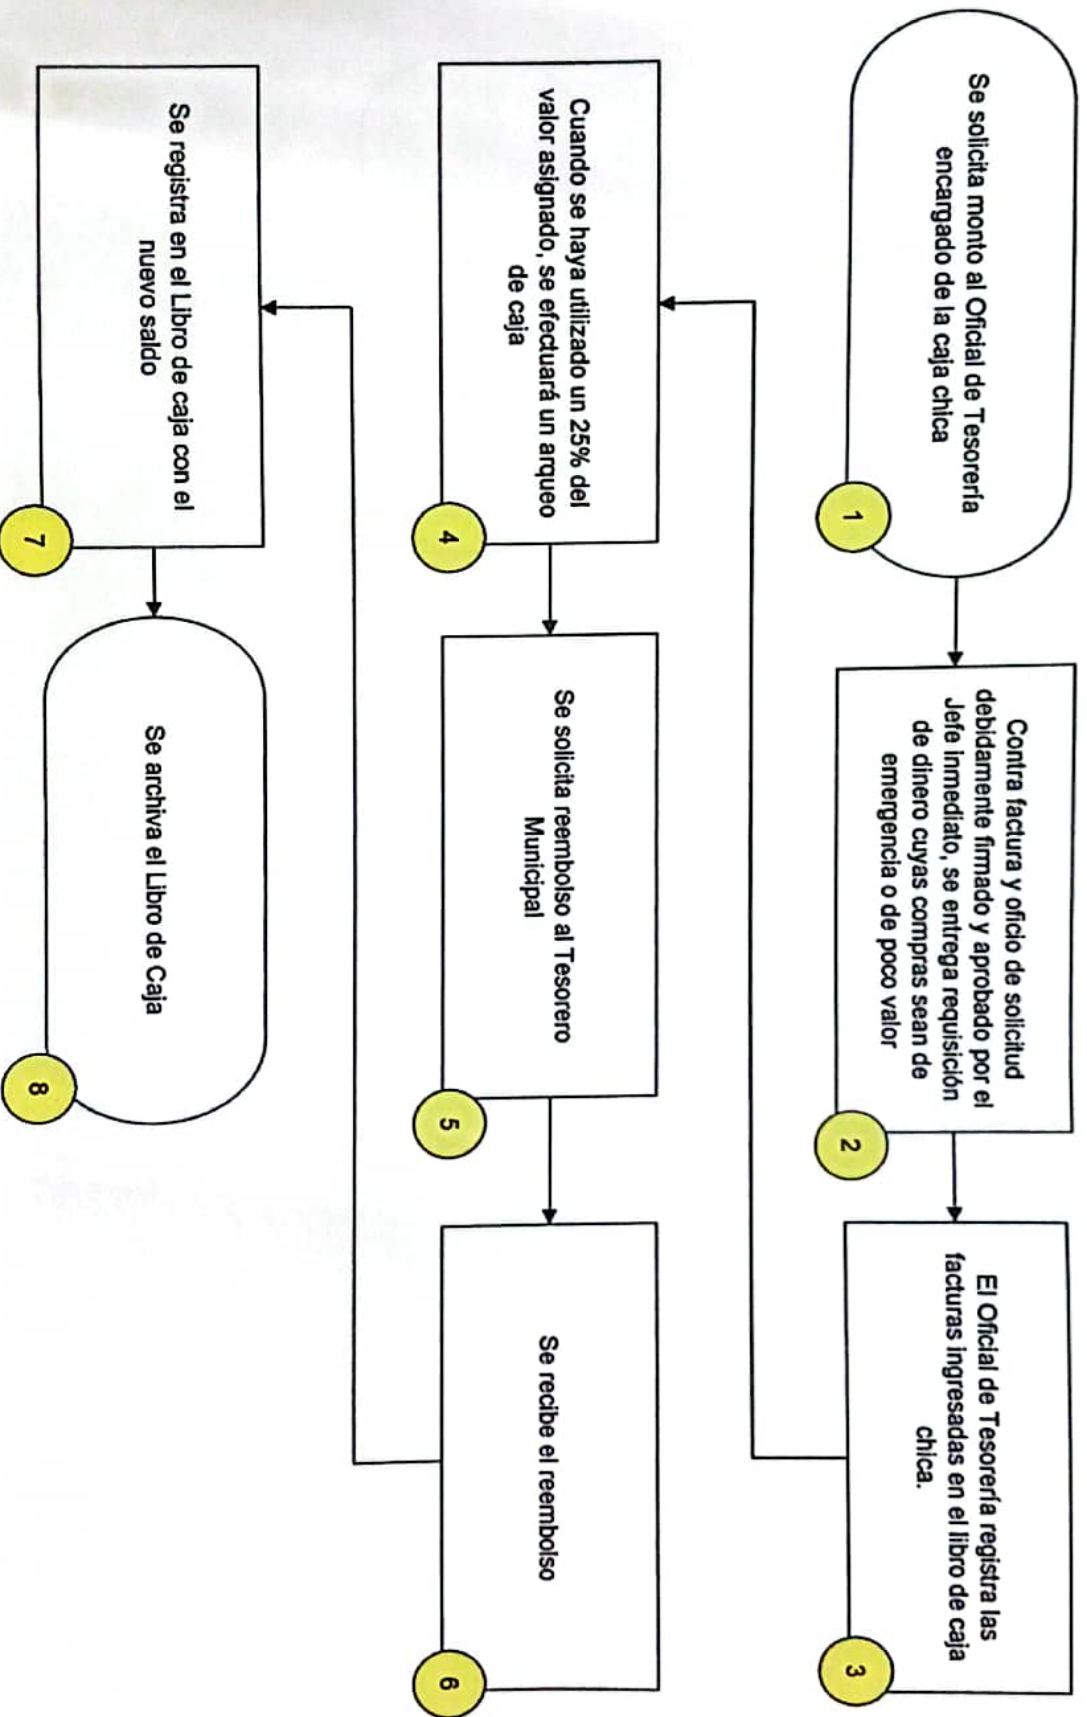 Se solicita monto al Oficial de Tesorería
encargado de la caja chica
1
Contra factura y oficio de solicitud
debidamente firmado y aprobado por el
Jefe inmediato, se entrega requisición
de dinero cuyas compras sean de
emergencia o de poco valor
2
El Oficial de Tesorería registra las
facturas ingresadas en el libro de caja
chica.
3
Cuando se haya utilizado un 25% del
valor asignado, se efectuará un arqueo
de caja
4
Se solicita reembolso al Tesorero
Municipal
5
Se recibe el reembolso
6
Se registra en el Libro de caja con el
nuevo saldo
7
Se archiva el Libro de Caja
8